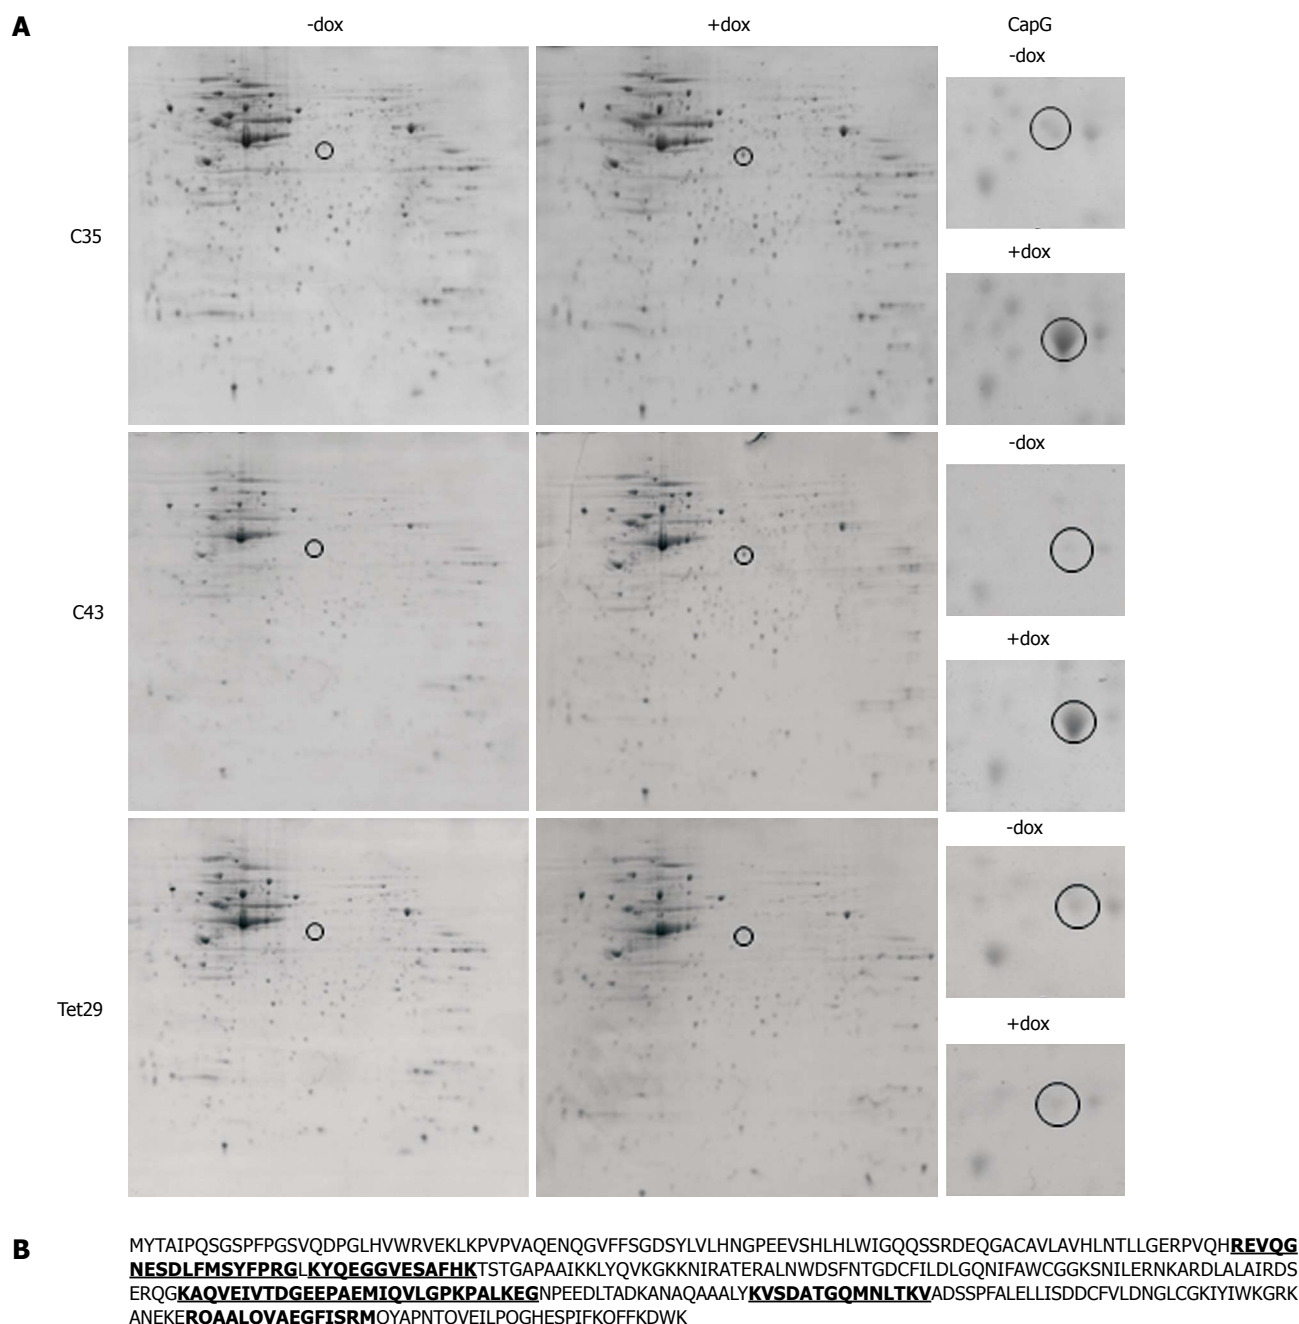 A
-dox
+dox
CapG
-dox
+dox
C35
-dox
+dox
C43
-dox
+dox
Tet29
B
MYTAIPQSGSPFPGSVQDPGLHVWRVEKLKPVPVAQENQGVFFSGDSYLVLHNGPEEVSHLHLWIGQQSSRDEQGACAVLAVHLNTLLGERPVQHREVQG
NESDLFMSYFPRGLKYQEGGVESAFHKTSTGAPAAIKKLYQVKGKKNIRATERALNWDSFNTGDCFILDLGQNIFAWCGGKSNILERNKARDLALAIRDS
ERQGKAQVEIVTDGEEPAEMIQVLGPKPALKEGNPEEDLTADKANAQAAALYKVSDATGQMNLTKVADSSPFALELLISDDCFVLDNGLCGKIYIWKGRK
ANEKERQAALQVAEGFISRMQYAPNTQVEILPQGHESPIFKQFFKDWK